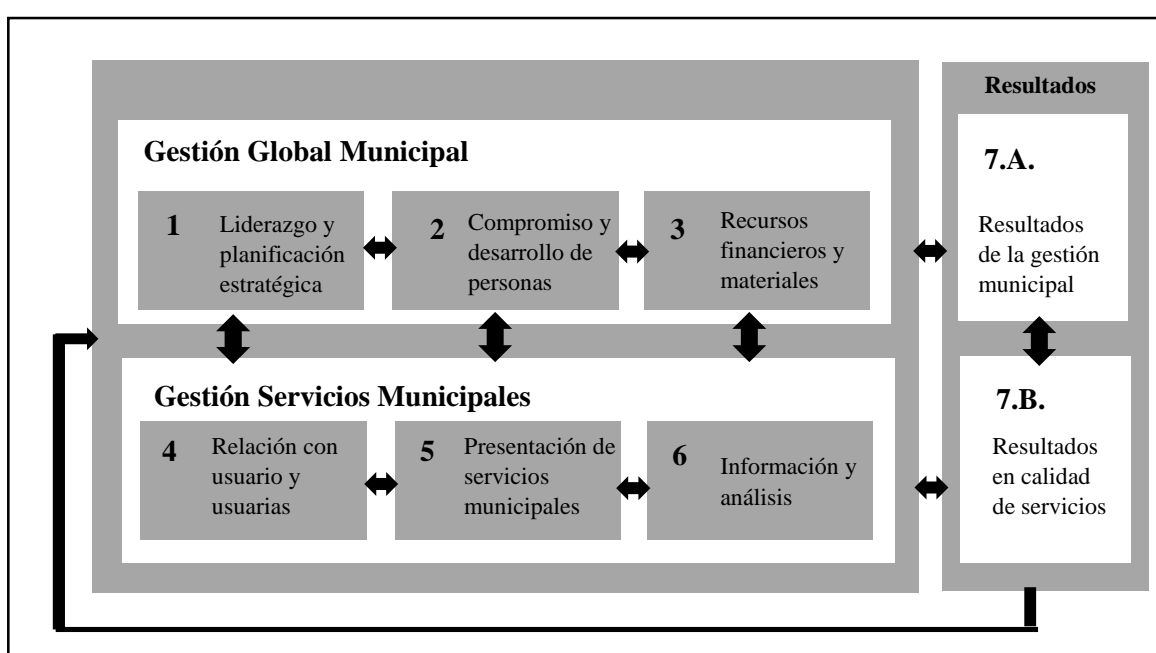 Resultados
Gestión Global Municipal
1
Liderazgo y
planificación
estratégica
2
Compromiso y
desarrollo de
personas
3
Recursos
financieros y
materiales
7.A.
Resultados
de la gestión
municipal
Gestión Servicios Municipales
4
Relación con
usuario y
usuarias
5
Presentación de
servicios
municipales
6
Información y
análisis
7.B.
Resultados
en calidad
de servicios